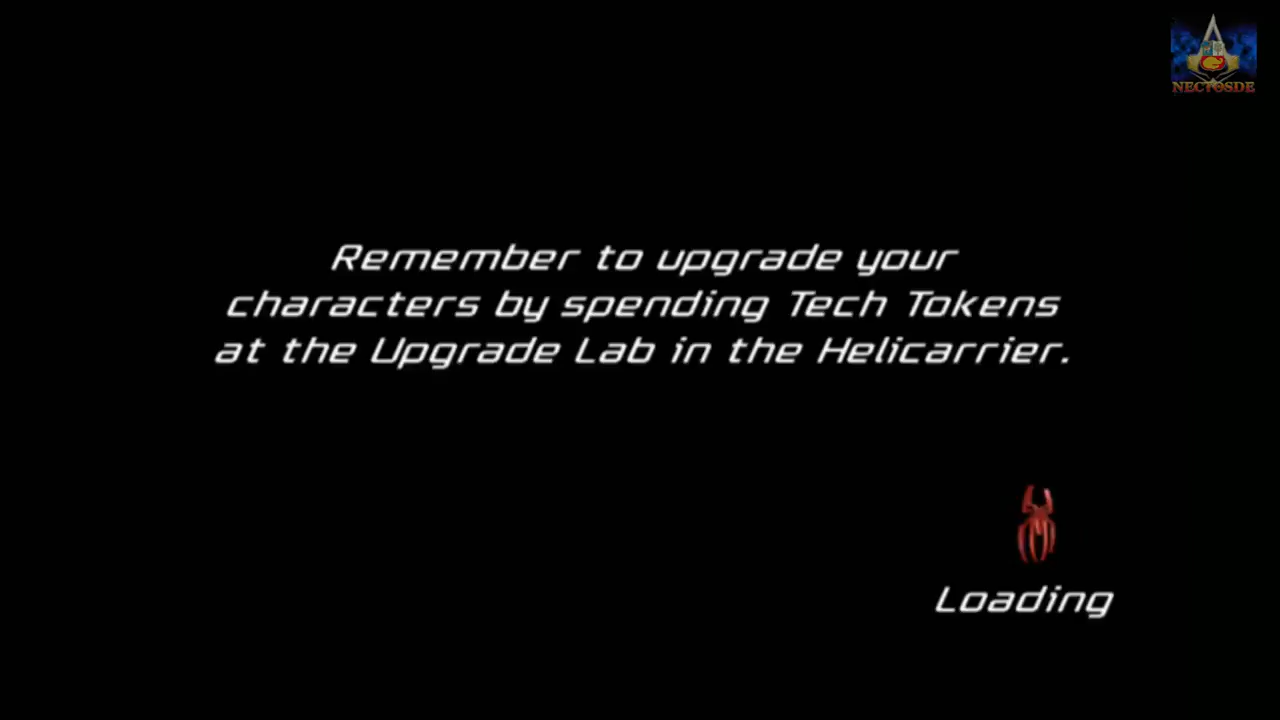 NECTOSDE
Remember to upgrade your
characters by spending Tech Tokens
at the Upgrade Lab in the Helicarrier.
Loading